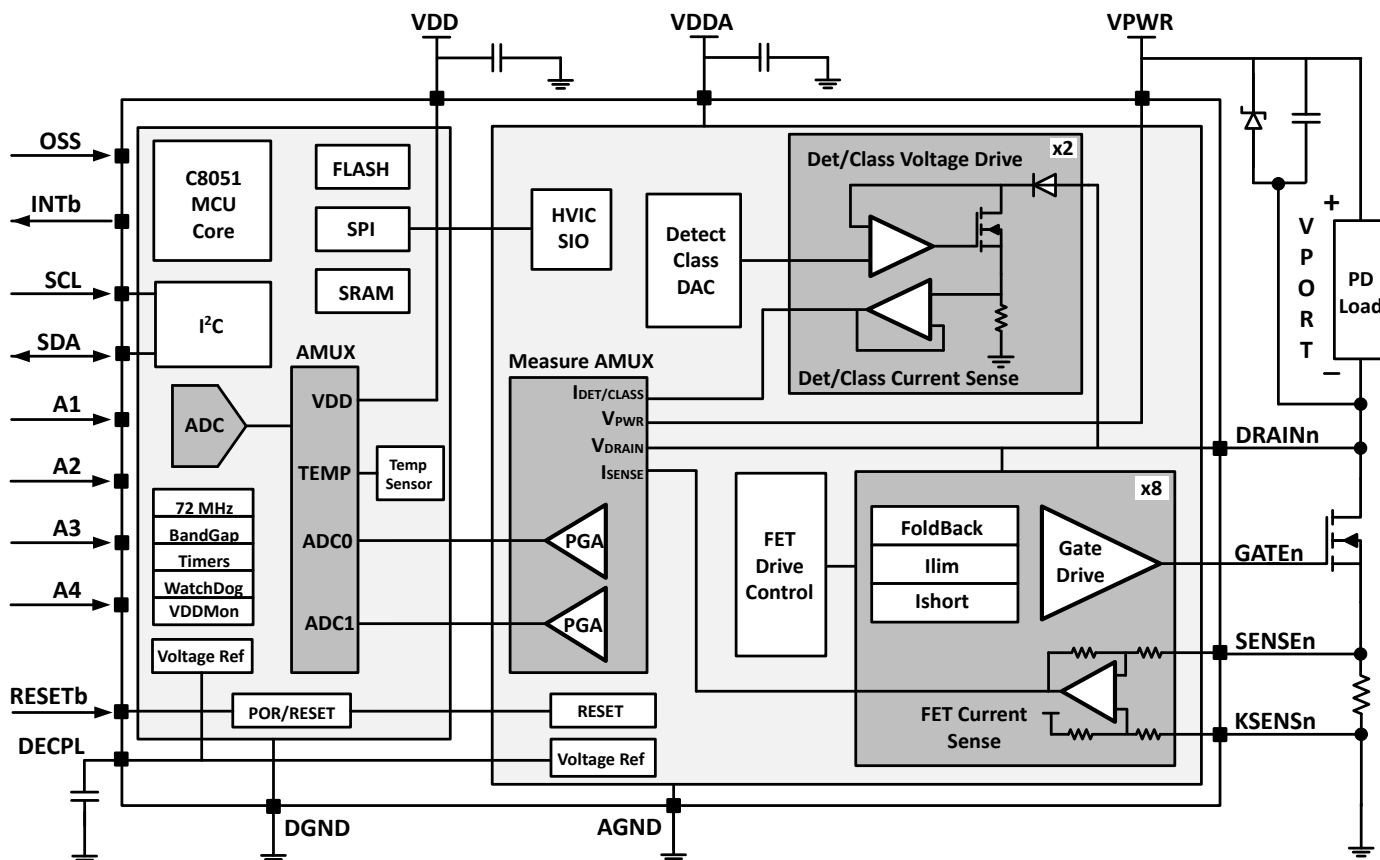 VDD
VDDA
VPWR
OSS
INTb
SCL
SDA
A1
A2
A3
A4
RESETb
DECPL
C8051
MCU
Core
FLASH
SPI
SRAM
I²C
AMUX
VDD
TEMP
ADC0
ADC1
ADC
Temp
Sensor
72 MHz
BandGap
Timers
WatchDog
VDDMon
Voltage Ref
POR/RESET
DGND
HVIC
SIO
Detect
Class
DAC
Det/Class Voltage Drive
x2
Det/Class Current Sense
Measure AMUX
IDET/CLASS
VPWR
VDRAIN
ISENSE
PGA
PGA
RESET
Voltage Ref
AGND
FET
Drive
Control
x8
FoldBack
Ilim
Ishort
Gate
Drive
FET Current
Sense
DRAINn
GATEn
SENSEn
KSENSn
+
V
P
O
R
T
–
PD
Load